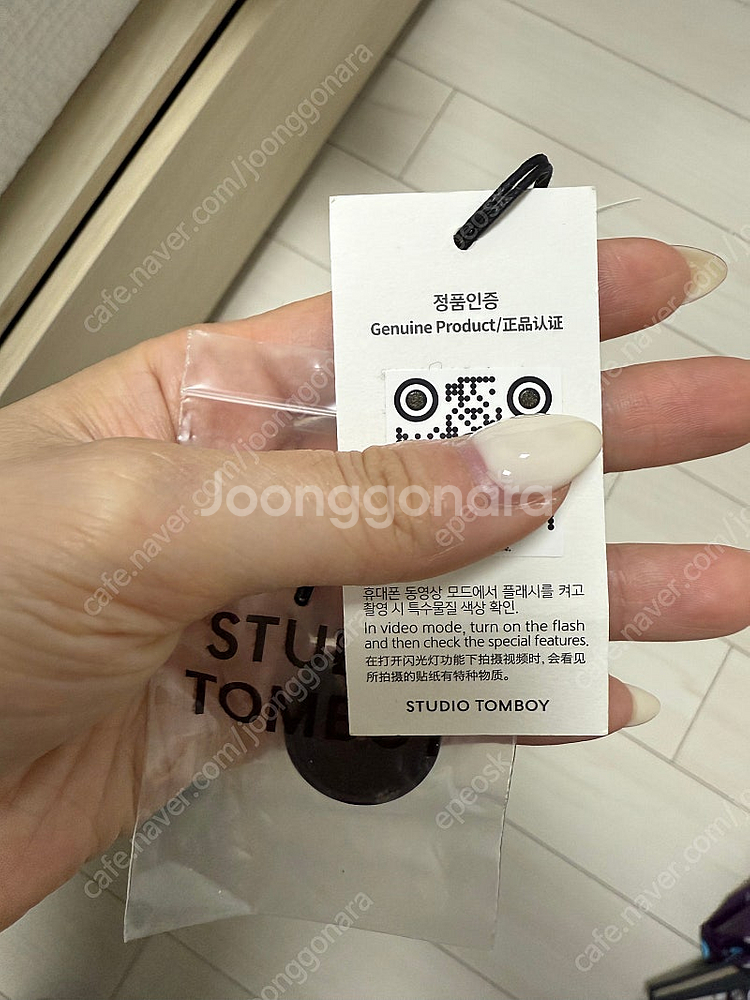 정품인증
Genuine Product/正品认证
휴대폰 동영상 모드에서 플래시를 켜고
촬영 시 특수물질 색상 확인.
In video mode, turn on the flash
and then check the special features.
在打开闪光灯功能下拍摄视频时, 会看见
所拍摄的贴纸有特种物质。
STUDIO TOMBOY
Joonggonara
cafe.naver.com/joonggonara